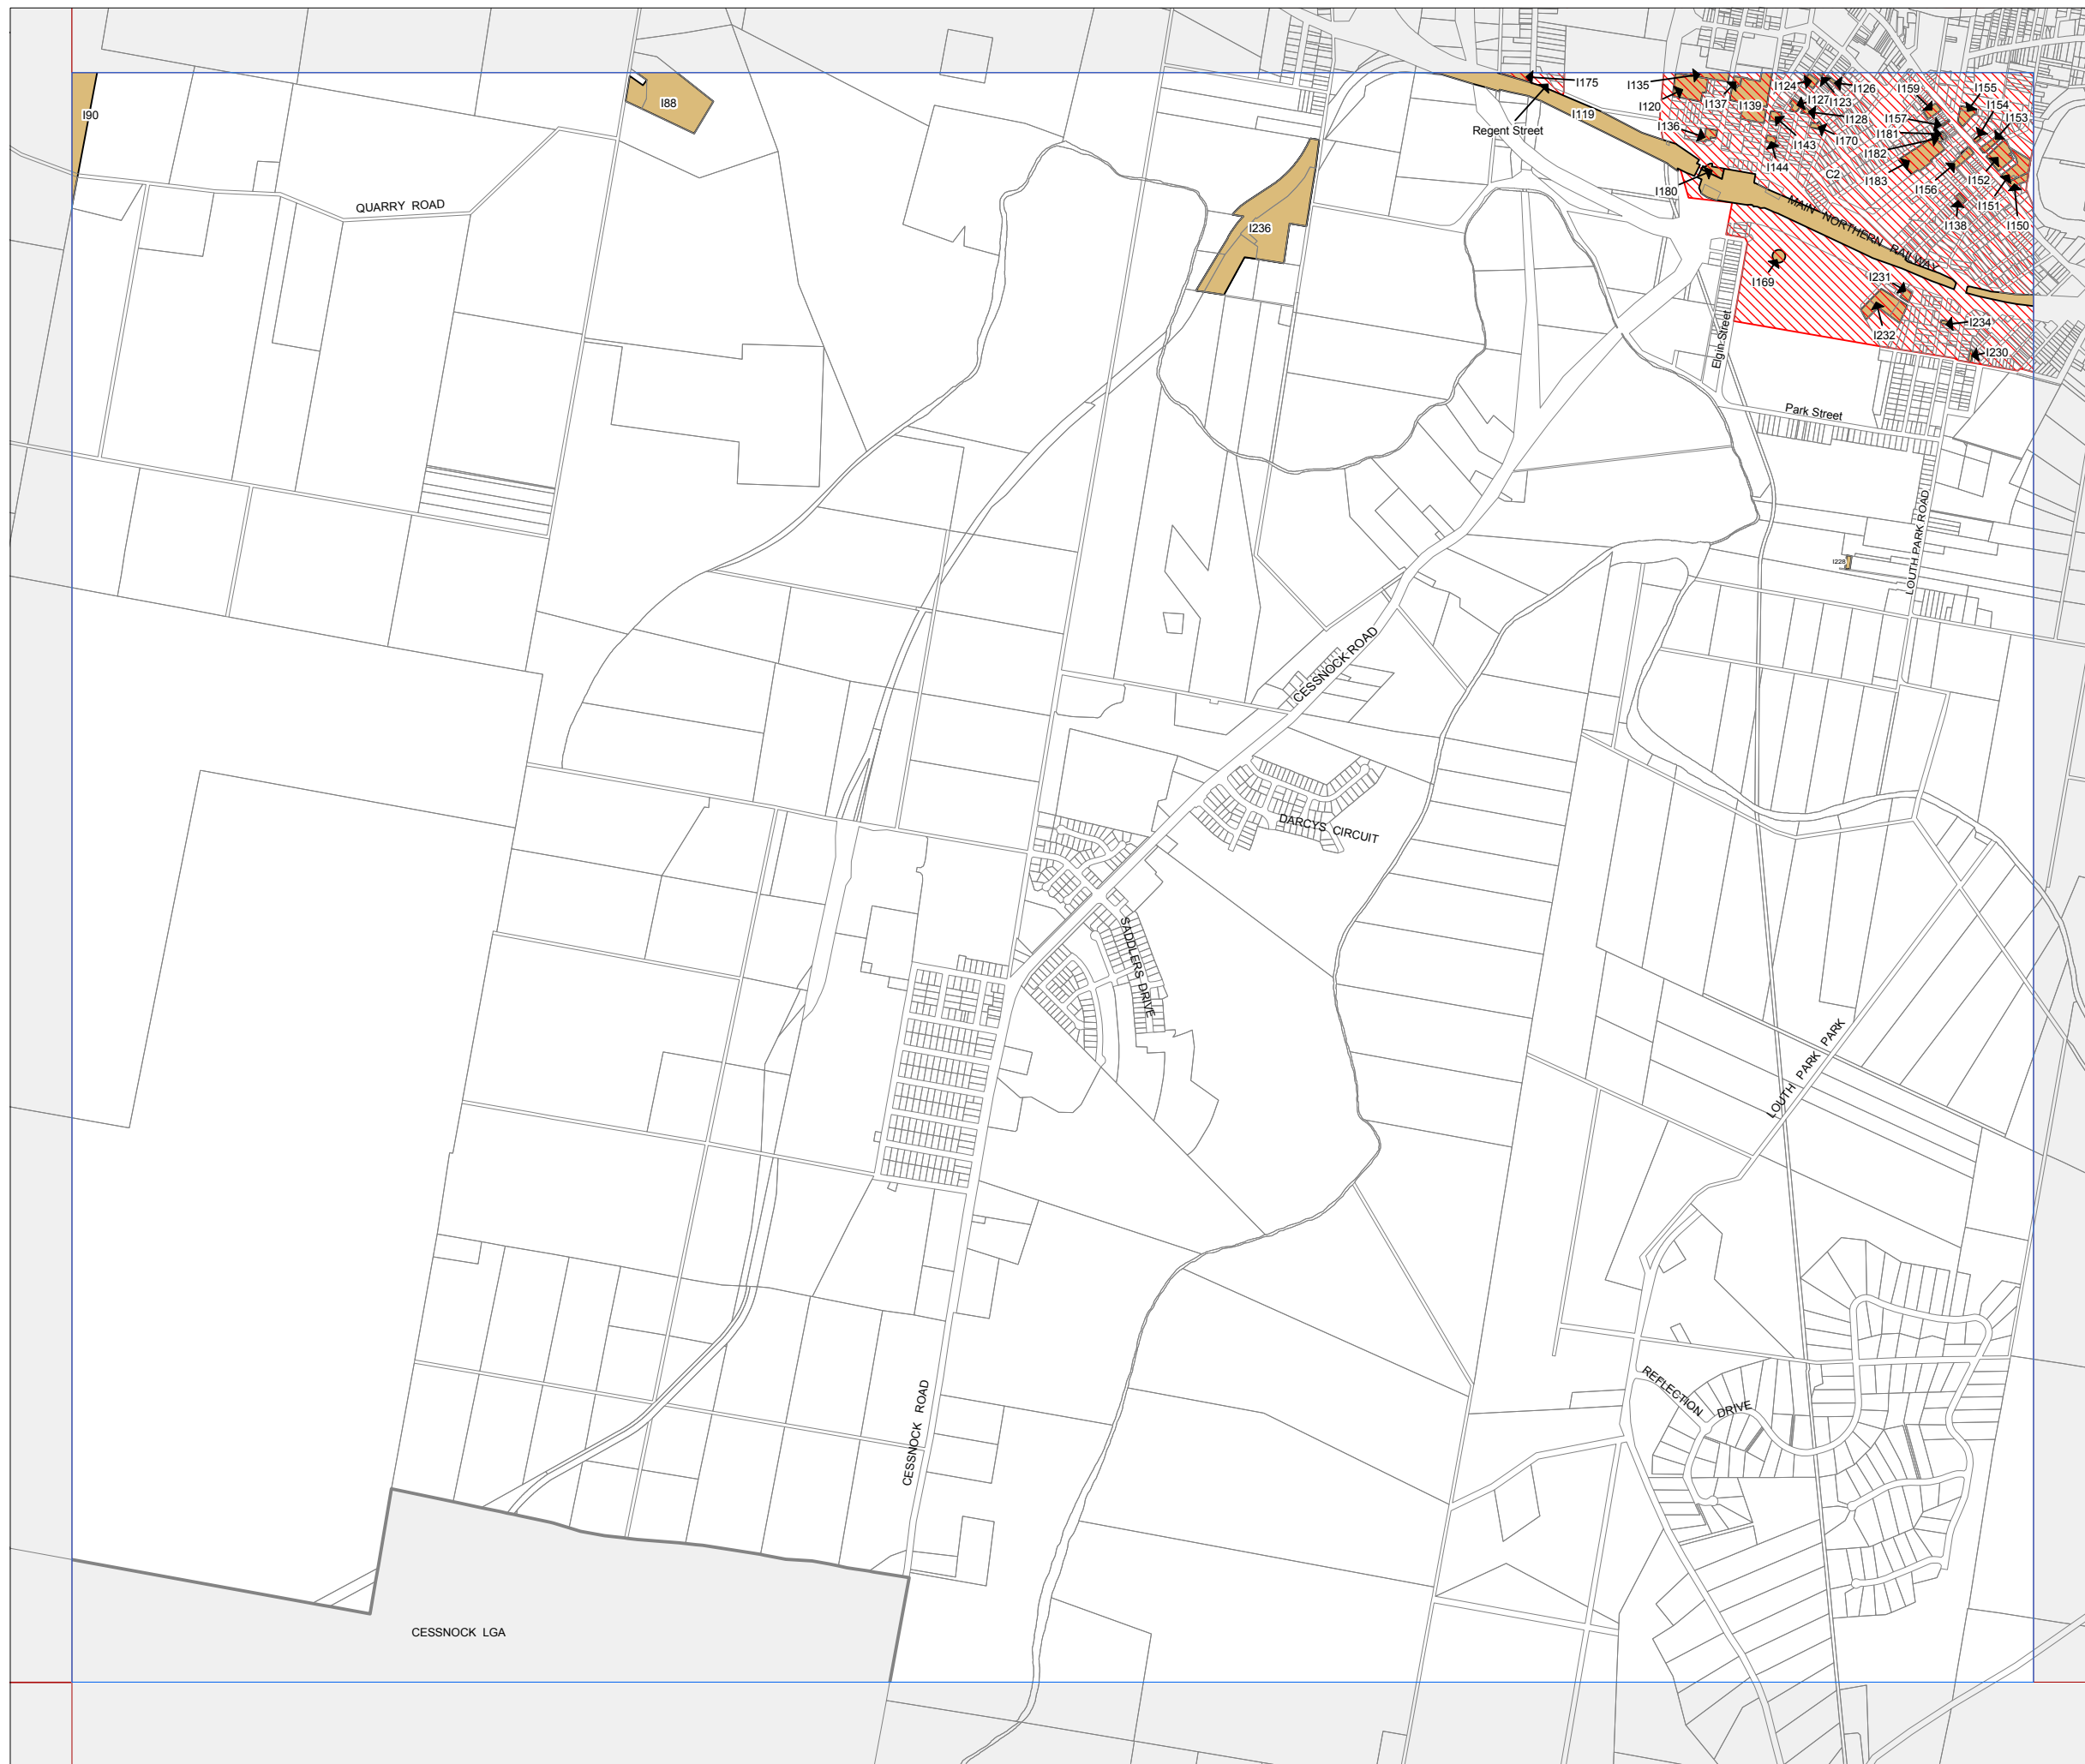 I90
I88
I175
I135
I120
I137
I139
I124
I126
I127
I123
I128
I159
I155
I154
I157
I153
I119
Regent Street
I136
I143
I170
I181
I182
I144
C2
I183
I156
I152
I180
I151
I138
I150
QUARRY ROAD
I236
MAIN NORTHERN RAILWAY
I169
I231
I232
I234
I230
Elgin Street
Park Street
LOUTH PARK ROAD
I228
CESSNOCK ROAD
DARCYS CIRCUIT
SADDLERS DRIVE
LOUTH PARK PARK
REFLECTION DRIVE
CESSNOCK ROAD
CESSNOCK LGA